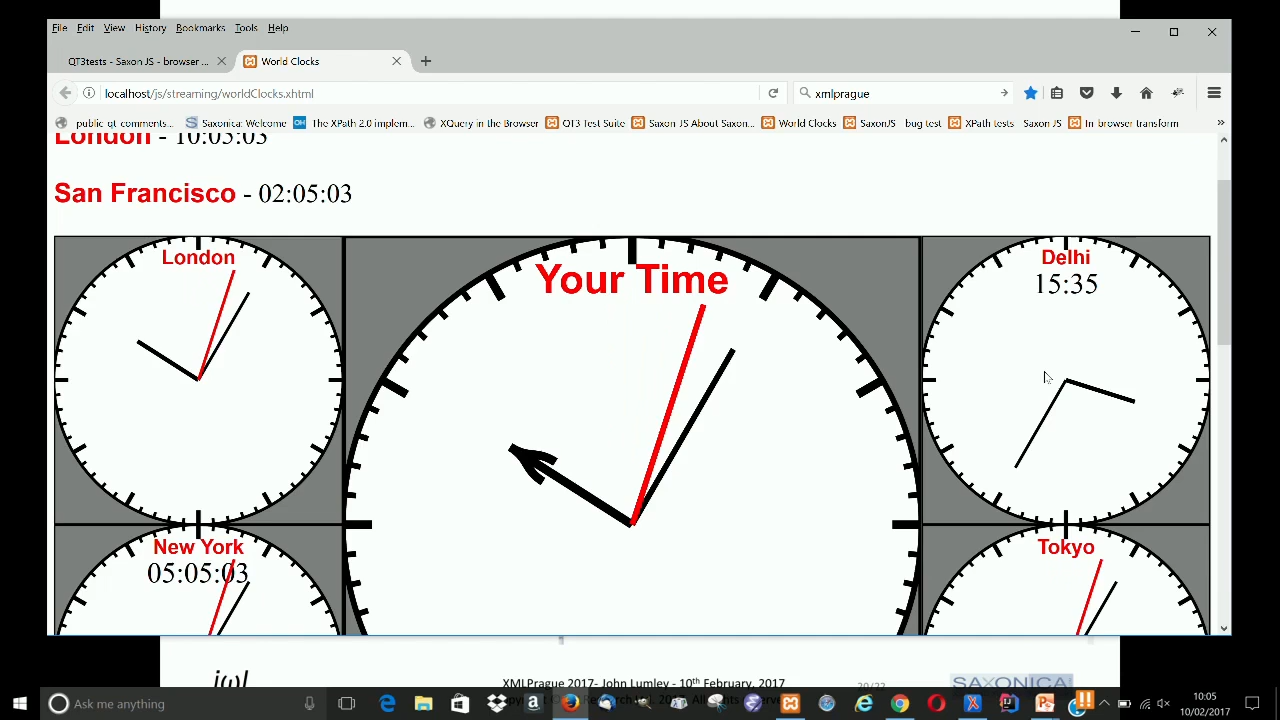 File Edit View History Bookmarks Tools Help
QT3tests - Saxon JS - browser ...
World Clocks
localhost/js/streaming/worldClocks.xhtml
xmlprague
public-qt-comments...
Saxonica: Welcome
The XPath 2.0 implem...
XQuery in the Browser
QT3 Test Suite
Saxon-JS About Saxon...
World Clocks
SaxonJS - bug test
XPath tests - Saxon JS
In-browser transform
London - 10:05:03
San Francisco - 02:05:03
London
Your Time
Delhi
15:35
New York
05:05:03
Tokyo
XMLPrague 2017- John Lumley - 10th February, 2017
20/22
SAXONICA
Ask me anything
10:05
10/02/2017